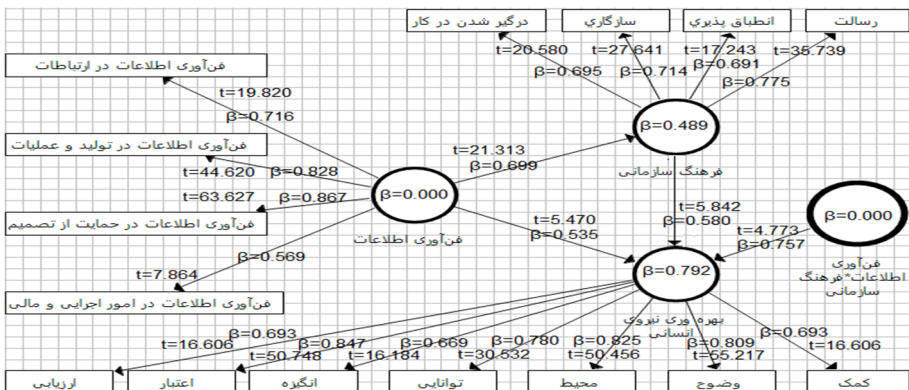 درگیر شدن در کار
سازگاري
انطباق پذيري
رسالت
t=20.580
t=27.641
t=17.243
t=35.739
β=0.695
β=0.714
β=0.691
β=0.775
فن‌آوری اطلاعات در ارتباطات
t=19.820
β=0.716
β=0.489
فن‌آوری اطلاعات در تولید و عملیات
t=21.313
β=0.699
t=44.620
β=0.828
فرهنگ سازمانی
t=63.627
β=0.867
β=0.000
t=5.842
β=0.580
β=0.000
فن‌آوری اطلاعات در حمایت از تصمیم
فن‌آوری اطلاعات
t=5.470
β=0.535
t=4.773
β=0.757
β=0.569
t=7.864
β=0.792
فن‌آوری
اطلاعات*فرهنگ
سازمانی
فن‌آوری اطلاعات در امور اجرایی و مالی
بهره وری نیروی
انسانی
β=0.693
β=0.847
β=0.669
β=0.780
β=0.825
β=0.809
β=0.693
t=16.606
t=50.748
t=16.184
t=30.532
t=50.456
t=55.217
t=16.606
ارزیابی
اعتبار
انگیزه
توانایی
محیط
وضوح
کمک